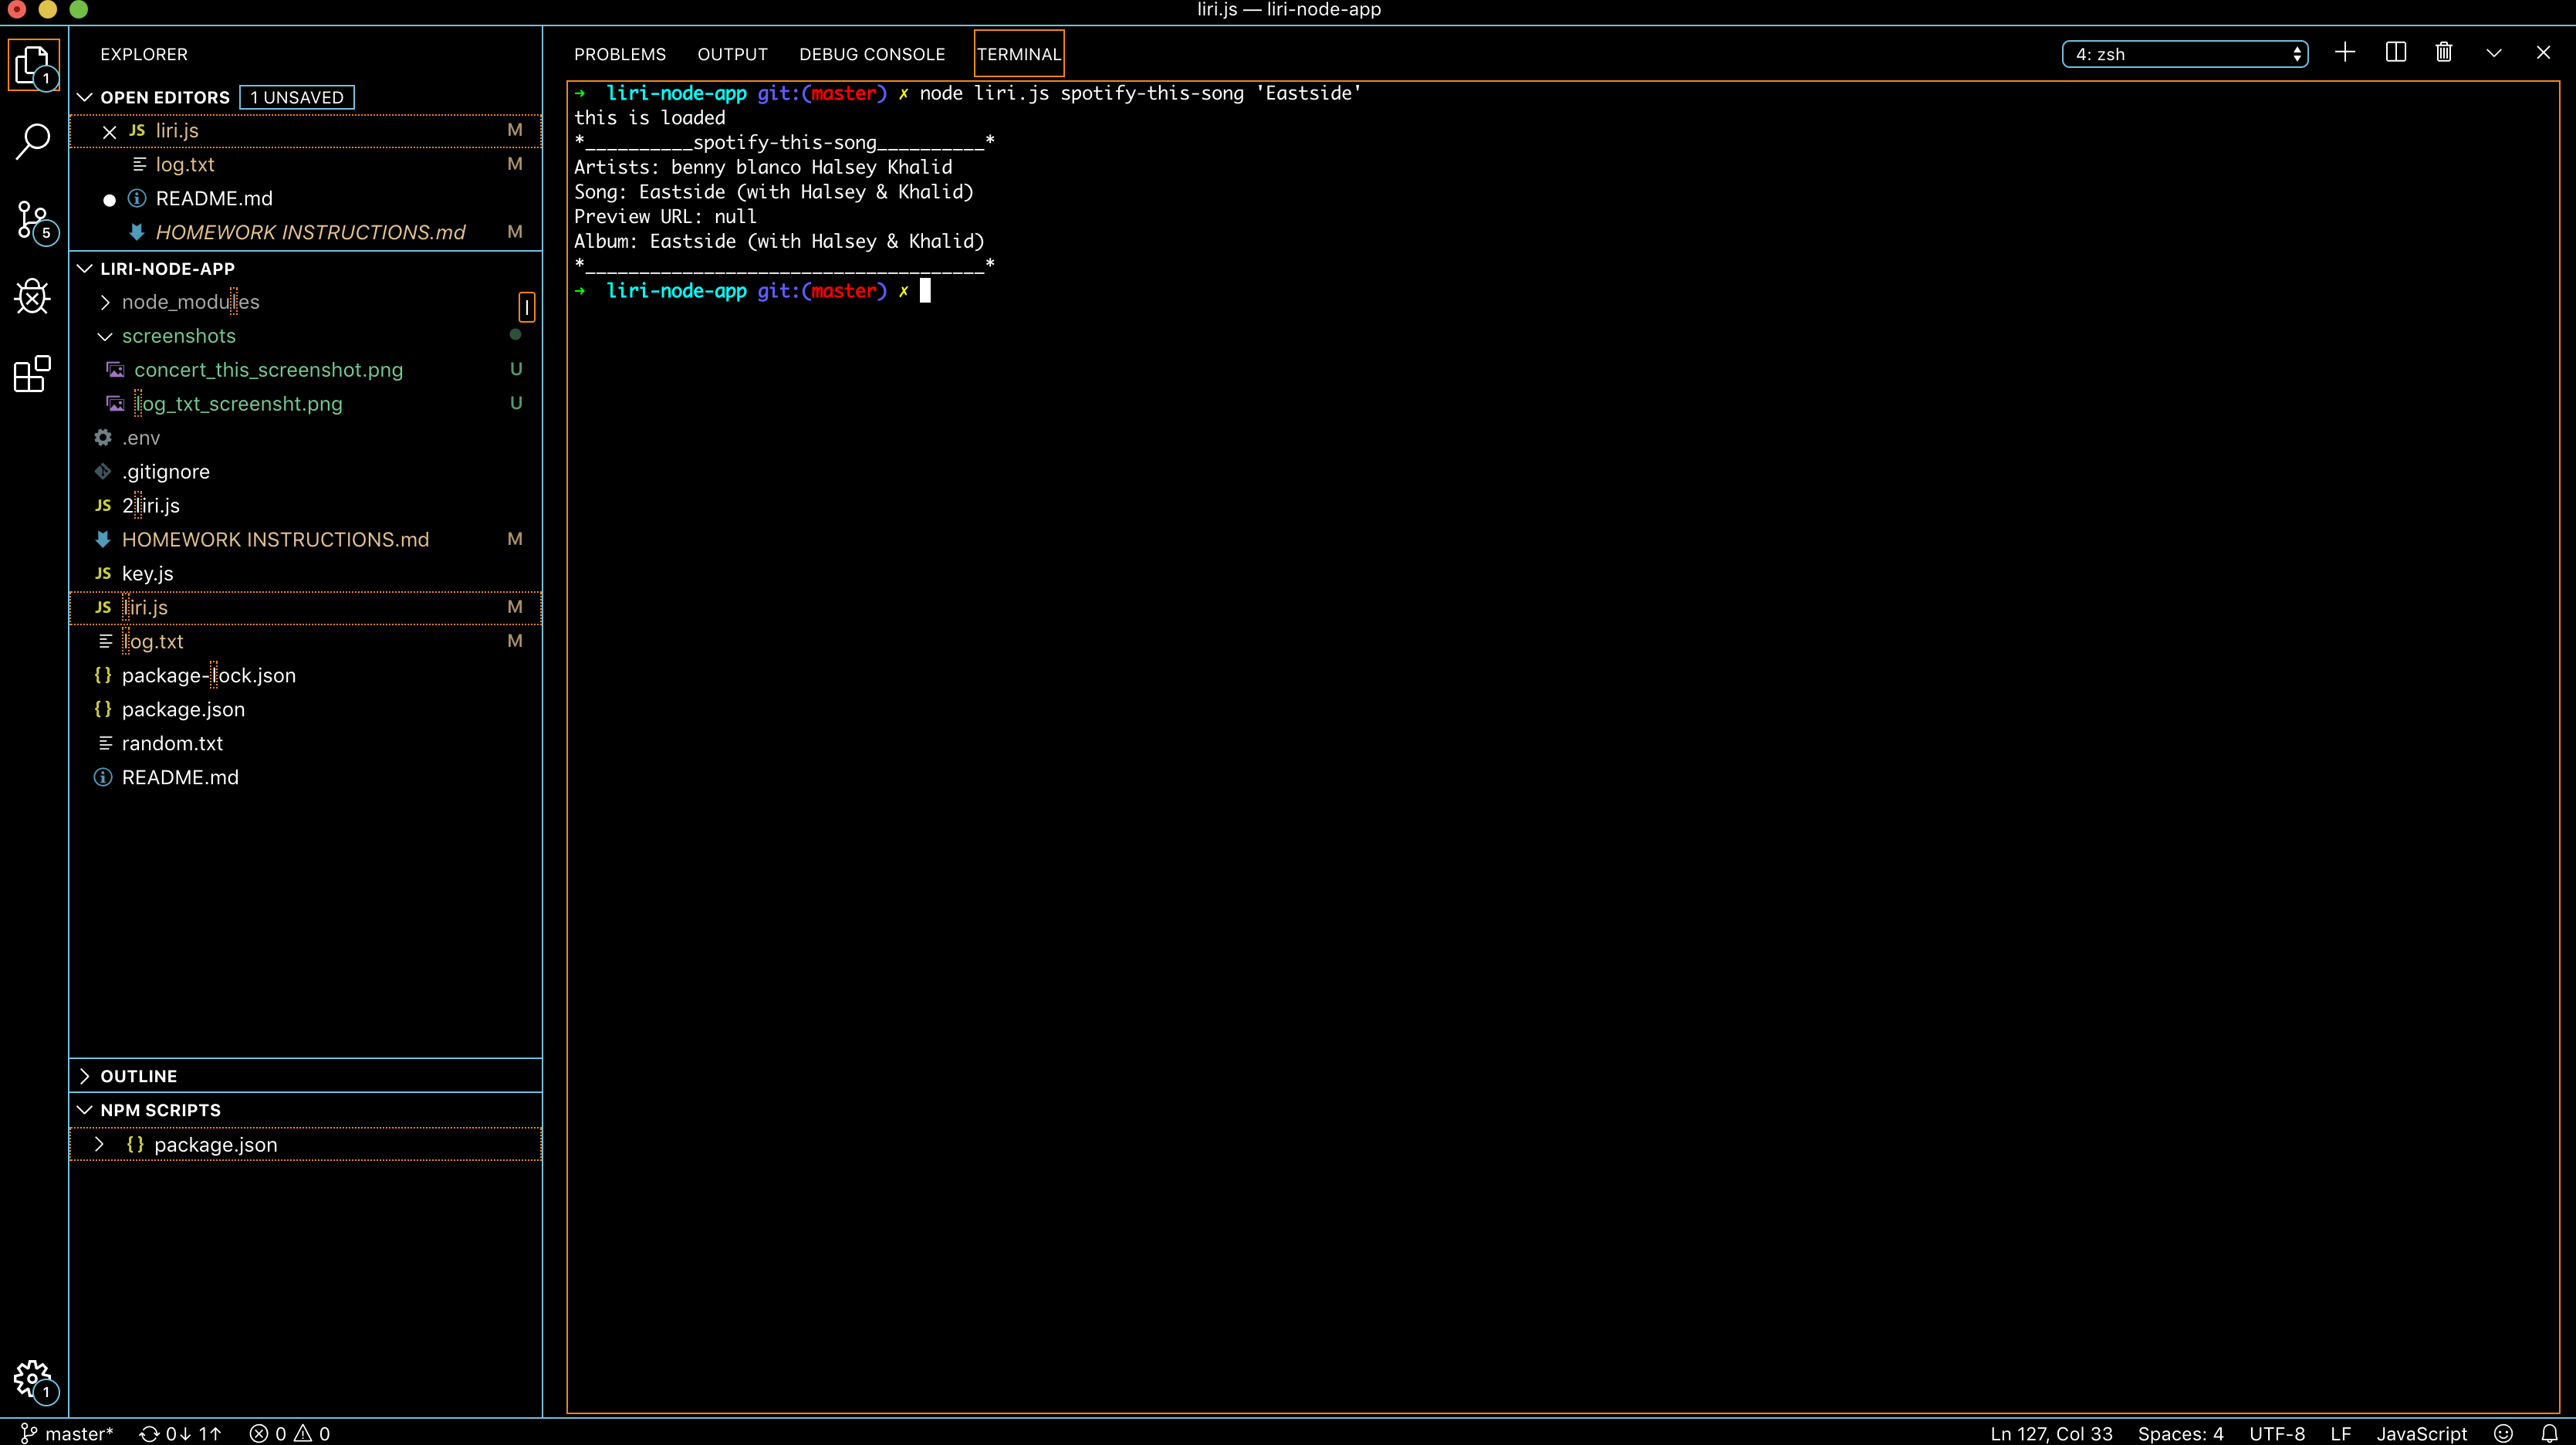 liri.js — liri-node-app
EXPLORER
OPEN EDITORS 1 UNSAVED
JS liri.js M
log.txt M
README.md
HOMEWORK INSTRUCTIONS.md M
LIRI-NODE-APP
node_modules
l
screenshots
concert_this_screenshot.png U
log_txt_screensht.png U
.env
.gitignore
JS 2liri.js
HOMEWORK INSTRUCTIONS.md M
JS key.js
JS liri.js M
log.txt M
{} package-lock.json
{} package.json
random.txt
README.md
OUTLINE
NPM SCRIPTS
{} package.json
1
5
1
PROBLEMS OUTPUT DEBUG CONSOLE TERMINAL 4: zsh
➜ liri-node-app git:(master) ✗ node liri.js spotify-this-song 'Eastside'
this is loaded
*__________spotify-this-song__________*
Artists: benny blanco Halsey Khalid
Song: Eastside (with Halsey & Khalid)
Preview URL: null
Album: Eastside (with Halsey & Khalid)
*_____________________________________*
➜ liri-node-app git:(master) ✗
master* 0↓ 1↑ 0 0 Ln 127, Col 33 Spaces: 4 UTF-8 LF JavaScript